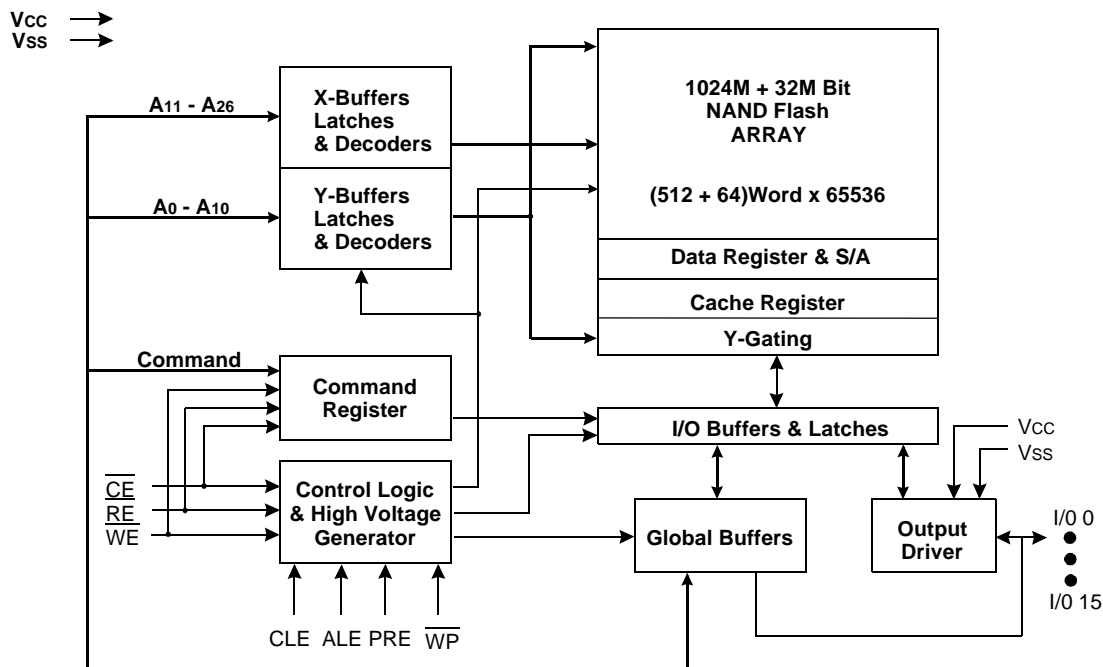 VCC
VSS
A11 - A26
X-Buffers
Latches
& Decoders
A0 - A10
Y-Buffers
Latches
& Decoders
1024M + 32M Bit
NAND Flash
ARRAY
(512 + 64)Word x 65536
Data Register & S/A
Cache Register
Y-Gating
Command
Command
Register
I/O Buffers & Latches
VCC
VSS
CE
RE
WE
Control Logic
& High Voltage
Generator
Global Buffers
Output
Driver
I/0 0
I/0 15
CLE
ALE
PRE
WP